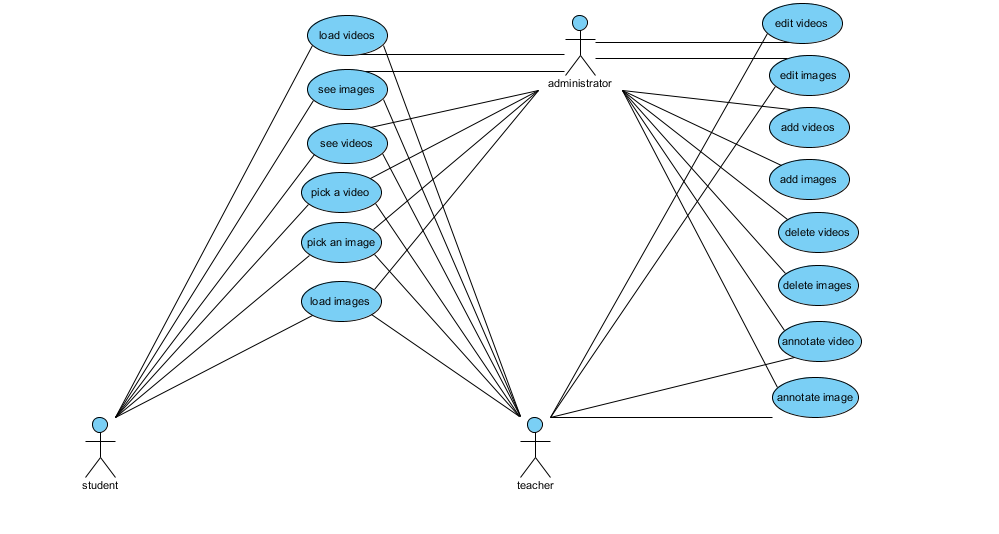 load videos
see images
see videos
pick a video
pick an image
load images
administrator
edit videos
edit images
add videos
add images
delete videos
delete images
annotate video
annotate image
student
teacher